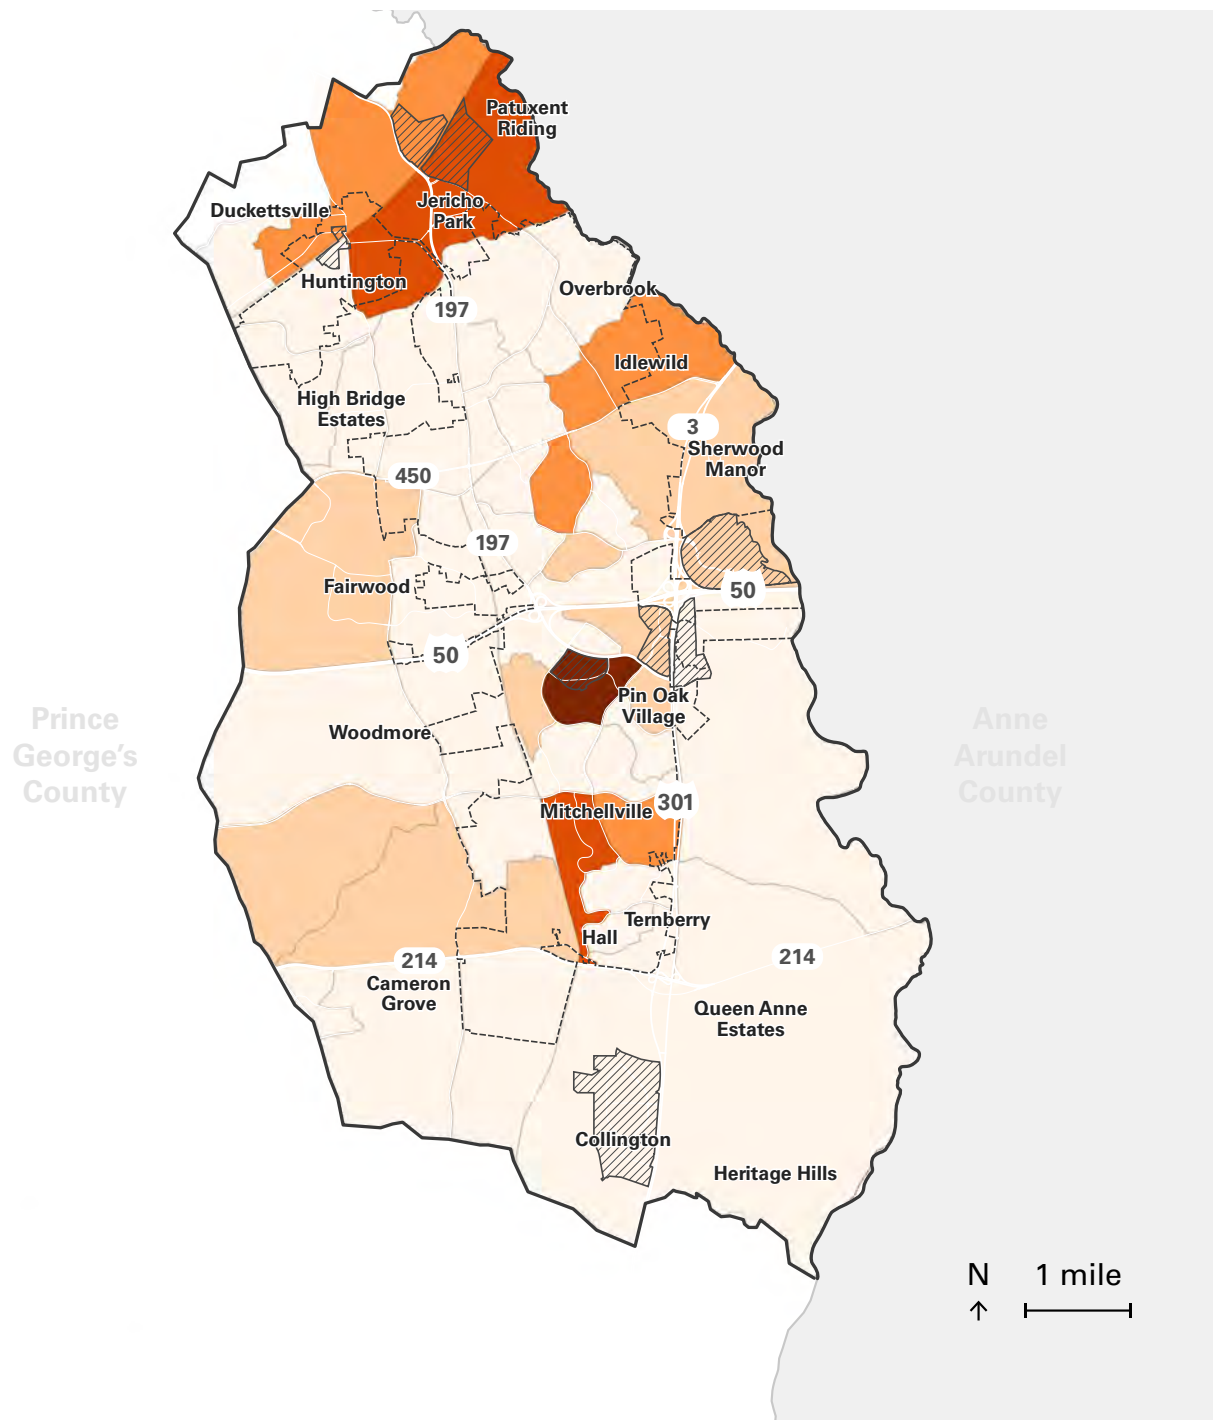 Patuxent
Riding
Jericho
Park
Duckettsville
Huntington
197
Overbrook
Idlewild
High Bridge
Estates
3
Sherwood
Manor
450
197
Fairwood
50
50
Pin Oak
Village
Woodmore
Prince
George's
County
Anne
Arundel
County
Mitchellville
301
Ternberry
Hall
214
214
Cameron
Grove
Queen Anne
Estates
Collington
Heritage Hills
N
1 mile